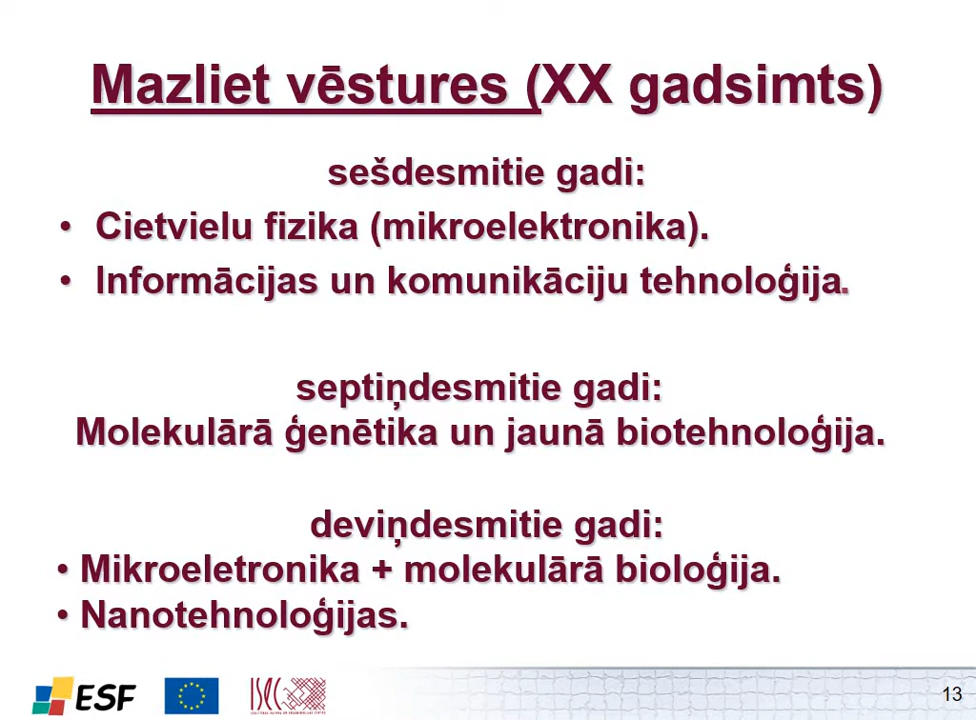 Mazliet vēstures (XX gadsimts)
sešdesmitie gadi:
• Cietvielu fizika (mikroelektronika).
• Informācijas un komunikāciju tehnoloģija.
septiņdesmitie gadi:
Molekulārā ģenētika un jaunā biotehnoloģija.
deviņdesmitie gadi:
• Mikroeletronika + molekulārā bioloģija.
• Nanotehnoloģijas.
ESF
13